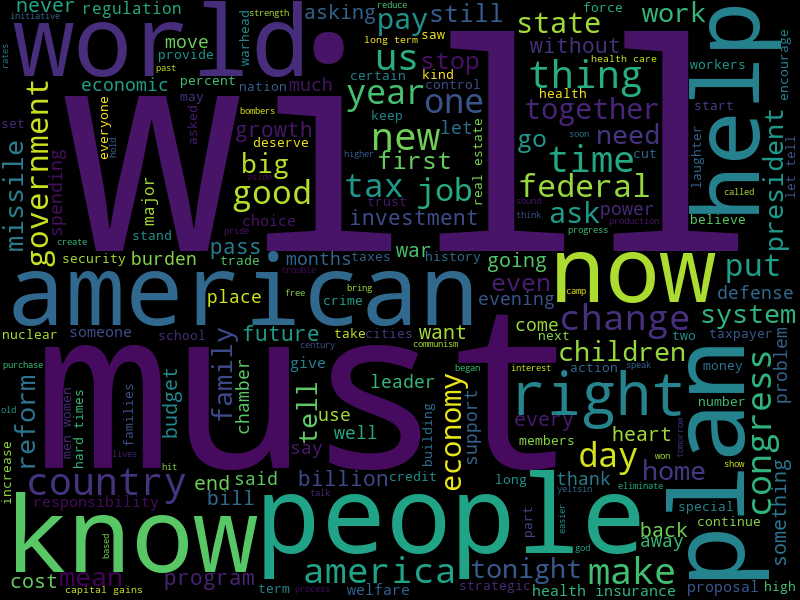 initiative
strength
reduce
never
regulation
asking
pay
still
state
work
force
rates
world
move
provide
warhead
long term
saw
past
us
stop
without
health care
encourage
economic
percent
nation
much
certain
kind
thing
workers
help
government
will
year
one
control
health
set
may
asked
everyone
bombers
keep
together
start
laughter
growth
new
let
go
need
soon
cut
president
hold
deserve
first
time
let tell
missile
spending
major
big
good
higher
tax
job
real estate
federal
called
aside
trust
sound
think
power
production
choice
investment
ask
believe
create
stand
pride
progress
pass
war
security
burden
trade
months
taxes
history
going
now
put
american
trouble
even
camp
defense
place
free
bring
crime
evening
change
system
nuclear
someone
school
future
take
cities
want
come
next
two
taxpayer
must
century
communism
children
problem
purchase
family
give
began
interest
action
speak
money
reform
men women
hard times
families
budget
chamber
tell
leader
economy
right
plan
congress
number
old
use
every
members
heart
increase
lives
say
well
building
support
day
tomorrow
something
hit
country
end
said
billion
credit
long
thank
home
won
show
responsibility
bill
talk
yeltsin
eliminate
special
know
people
part
easier
back
continue
based
god
away
cost
mean
program
america
tonight
make
proposal
high
capital gains
term
process
welfare
strategic
health insurance